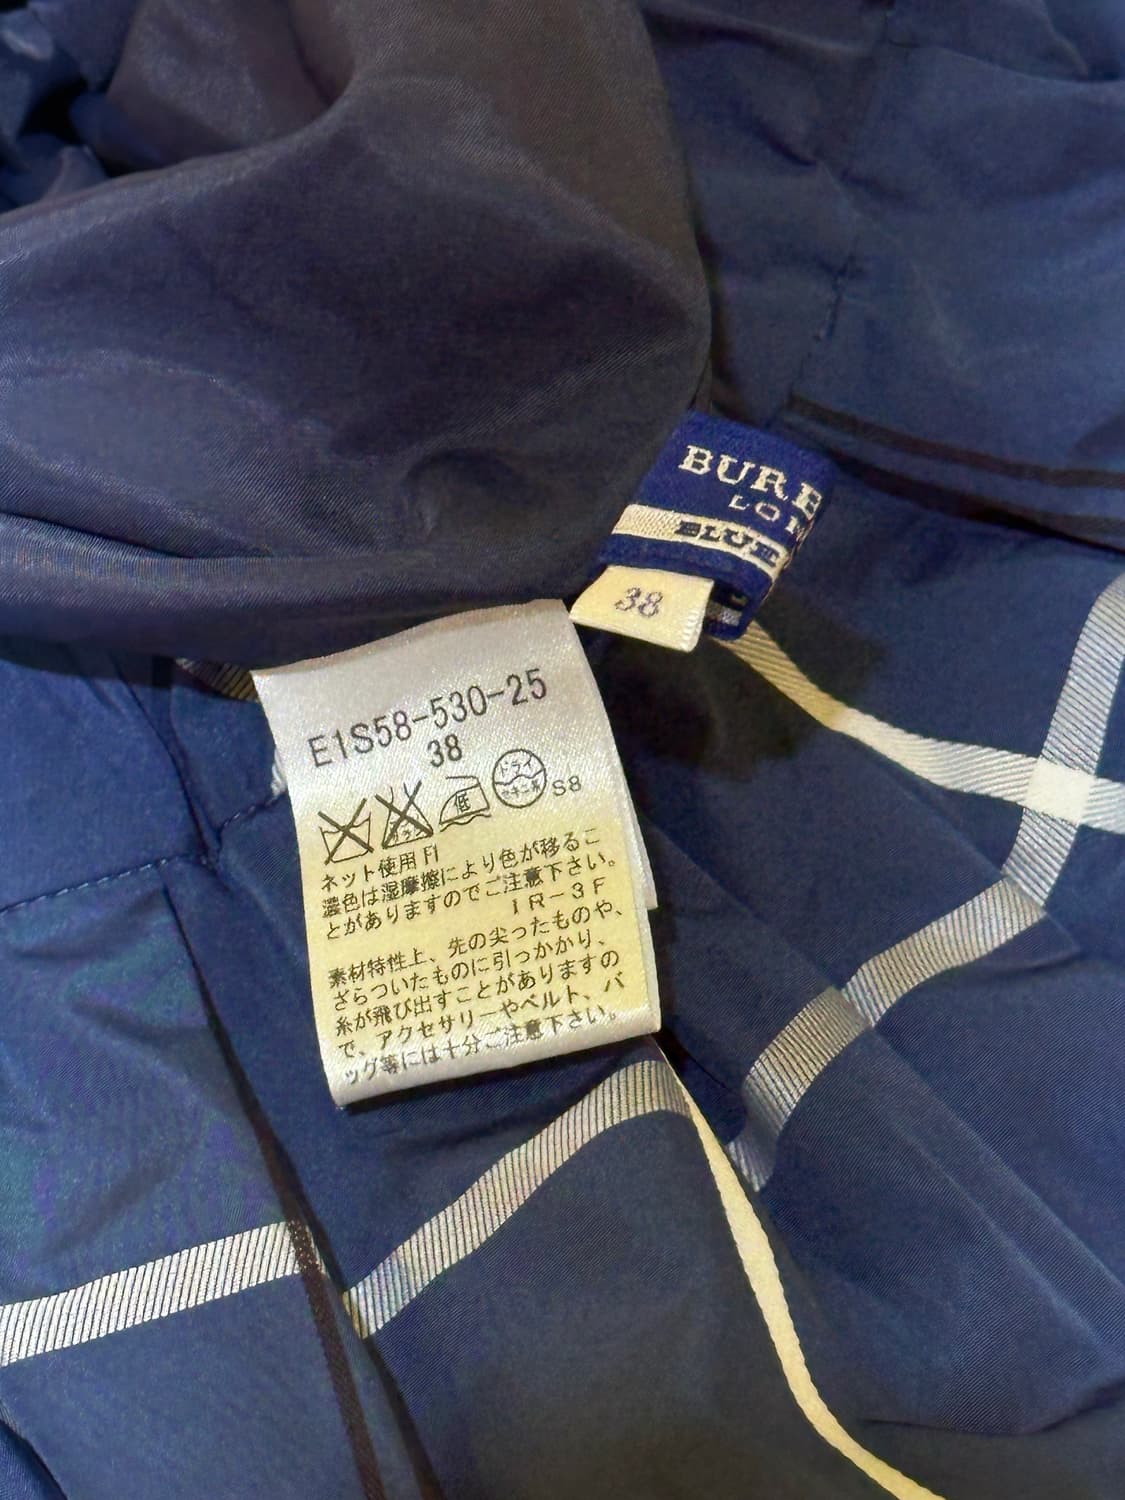 BURB
LON
BLUE
38
E1S58-530-25
38
ドライ
セキユ系
低
S8
ネット使用
濃色は湿摩擦により色が移るこ
とがありますのでご注意下さい。
IR-3F
素材特性上、先の尖ったものや、
ざらついたものに引っかかり、
糸が飛び出すことがありますの
で、アクセサリーやベルト、バ
ッグ等には十分ご注意下さい。